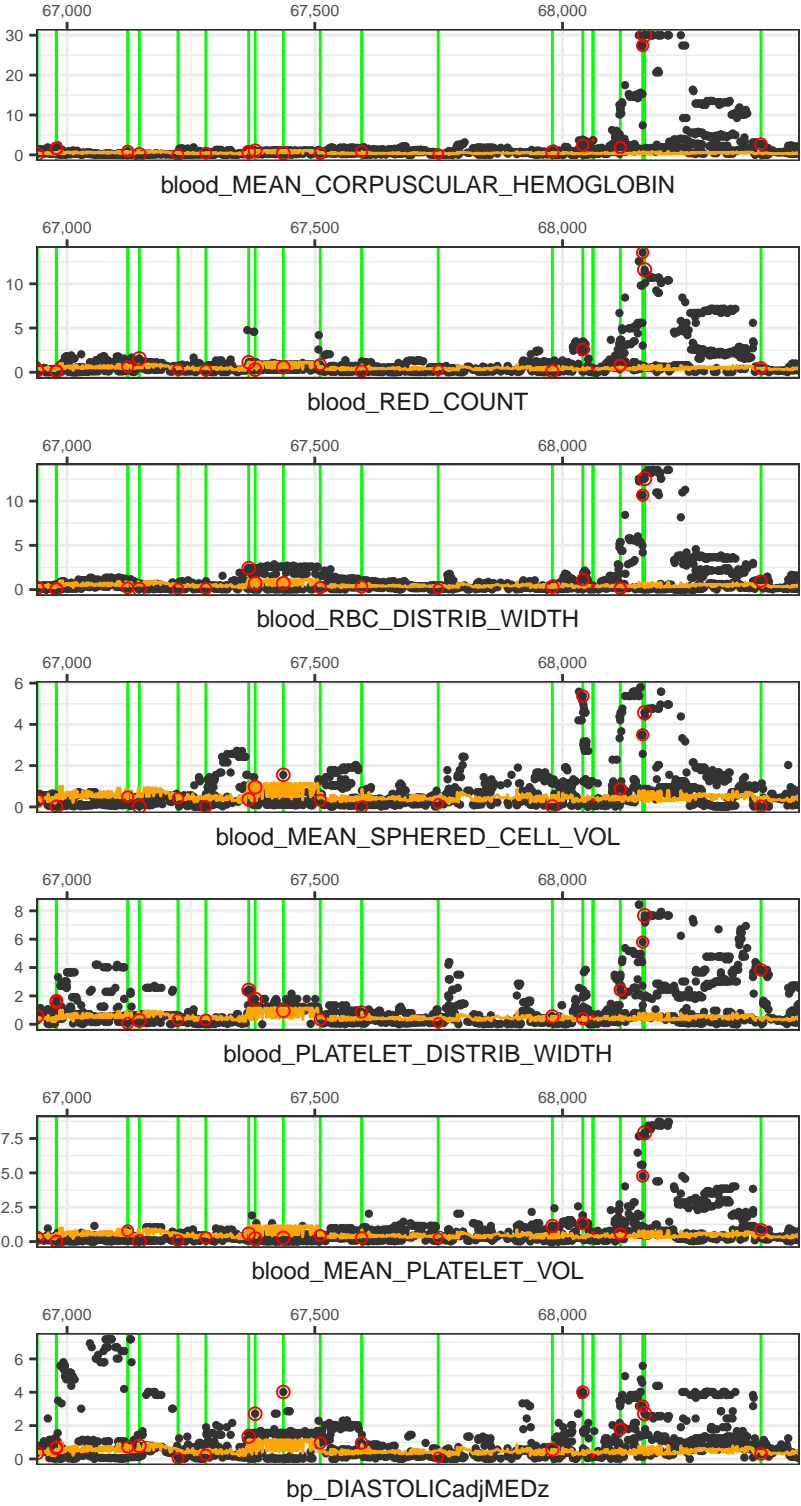 67,000 67,500 68,000
30
20
10
0
blood_MEAN_CORPUSCULAR_HEMOGLOBIN
67,000 67,500 68,000
10
5
0
blood_RED_COUNT
67,000 67,500 68,000
10
5
0
blood_RBC_DISTRIB_WIDTH
67,000 67,500 68,000
6
4
2
0
blood_MEAN_SPHERED_CELL_VOL
67,000 67,500 68,000
8
6
4
2
0
blood_PLATELET_DISTRIB_WIDTH
67,000 67,500 68,000
7.5
5.0
2.5
0.0
blood_MEAN_PLATELET_VOL
67,000 67,500 68,000
6
4
2
0
bp_DIASTOLICadjMEDz